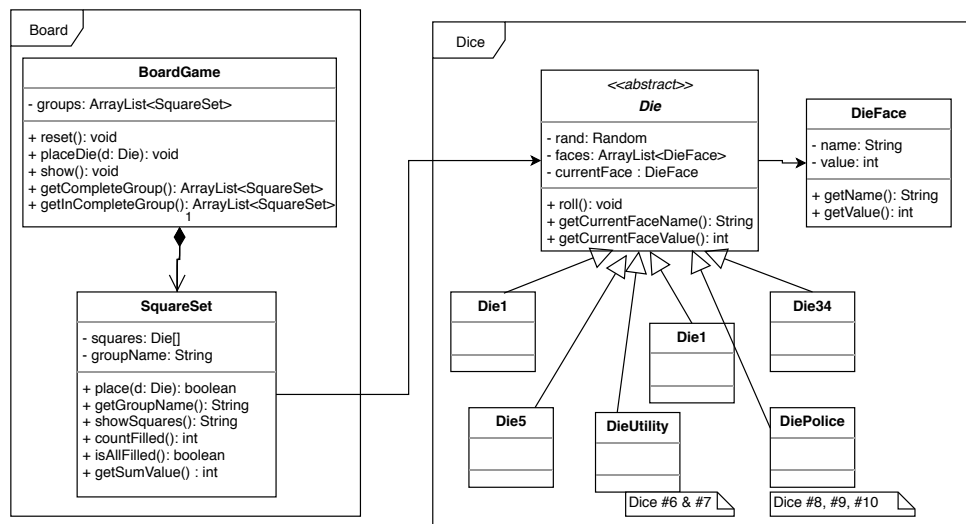 Board
BoardGame
- groups: ArrayList<SquareSet>
+ reset(): void
+ placeDie(d: Die): void
+ show(): void
+ getCompleteGroup(): ArrayList<SquareSet>
+ getInCompleteGroup(): ArrayList<SquareSet>
1
SquareSet
- squares: Die[]
- groupName: String
+ place(d: Die): boolean
+ getGroupName(): String
+ showSquares(): String
+ countFilled(): int
+ isAllFilled(): boolean
+ getSumValue() : int
Dice
<<abstract>>
Die
- rand: Random
- faces: ArrayList<DieFace>
- currentFace : DieFace
+ roll(): void
+ getCurrentFaceName(): String
+ getCurrentFaceValue(): int
DieFace
- name: String
- value: int
+ getName(): String
+ getValue(): int
Die1
Die34
Die1
Die5
DieUtility
DiePolice
Dice #6 & #7
Dice #8, #9, #10